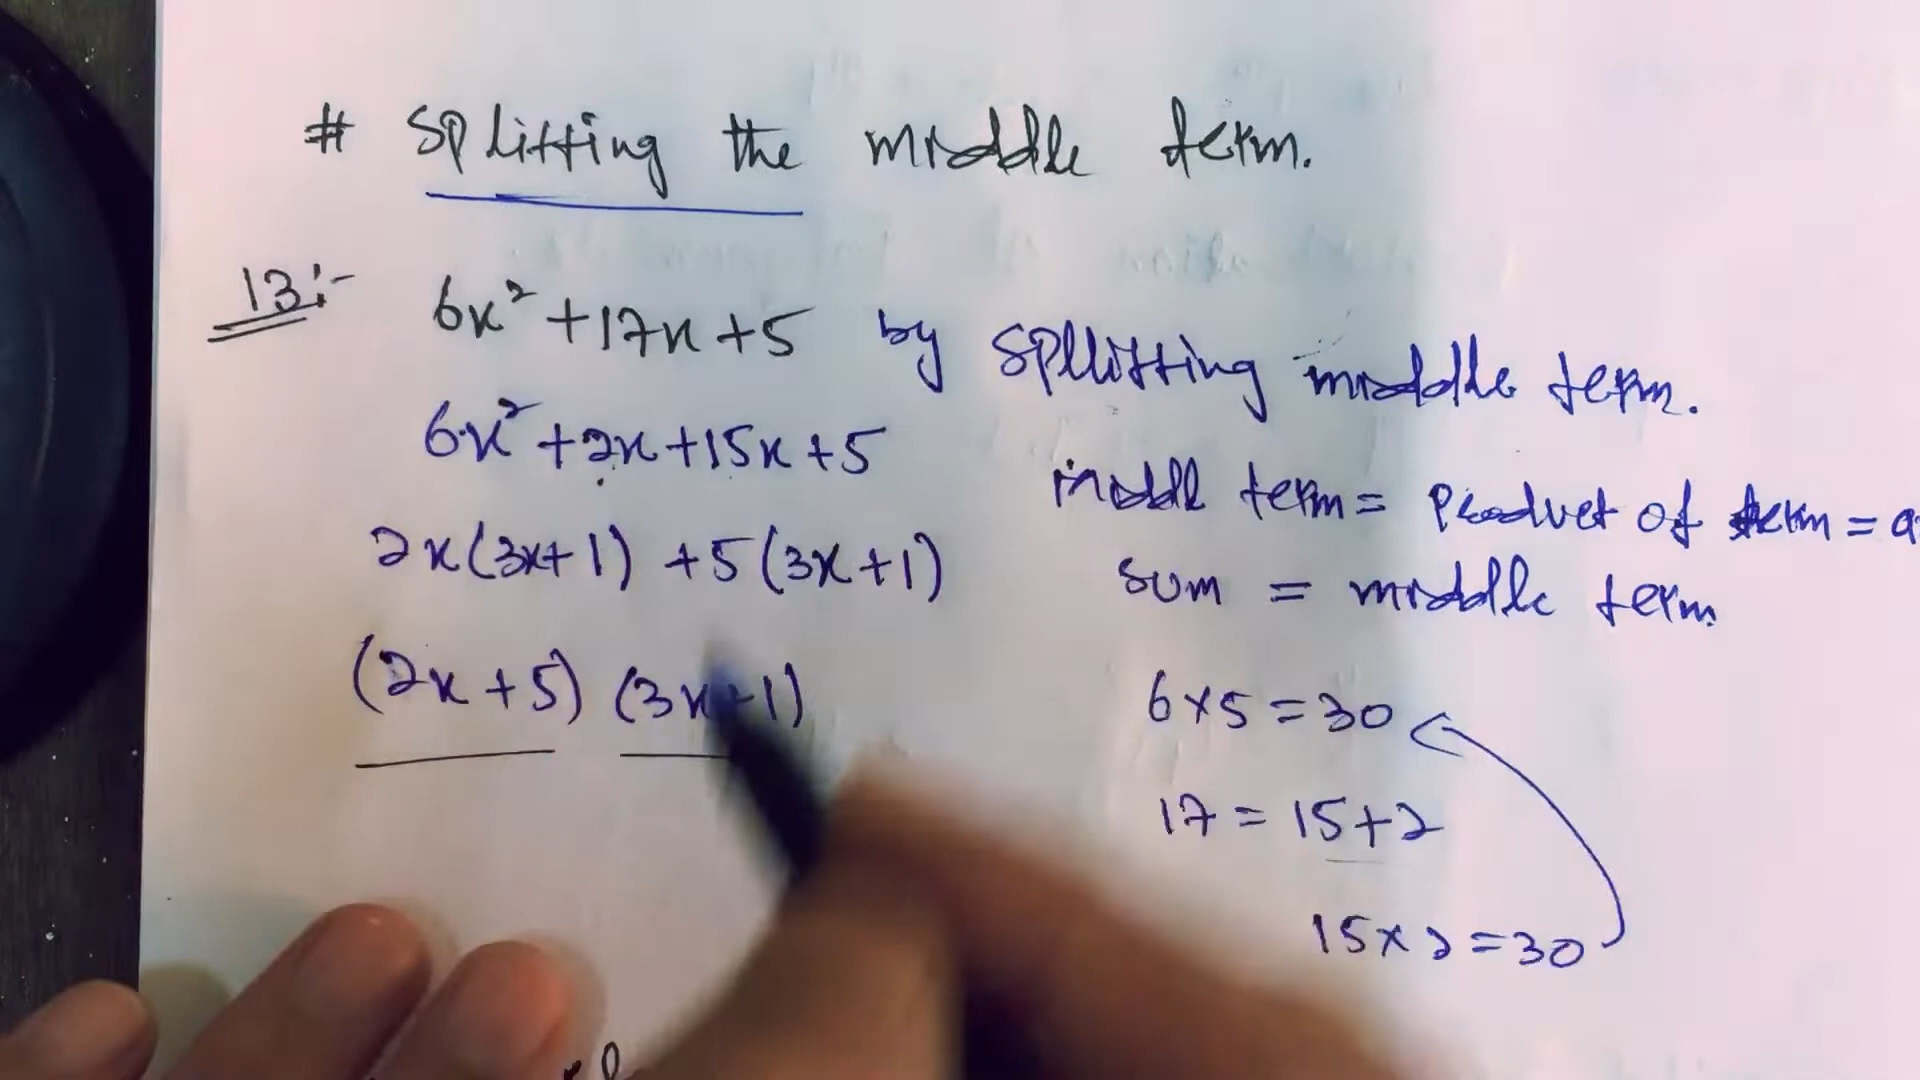 # Splitting the middle term.
13:- 6x² + 17x + 5 by Spllitting middle term.
6x² + 2x + 15x + 5
2x(3x+1) + 5(3x+1)
(2x+5) (3x+1)
middl term = Product of term = a
sum = middle term
6×5 = 30
17 = 15+2
15×2 = 30